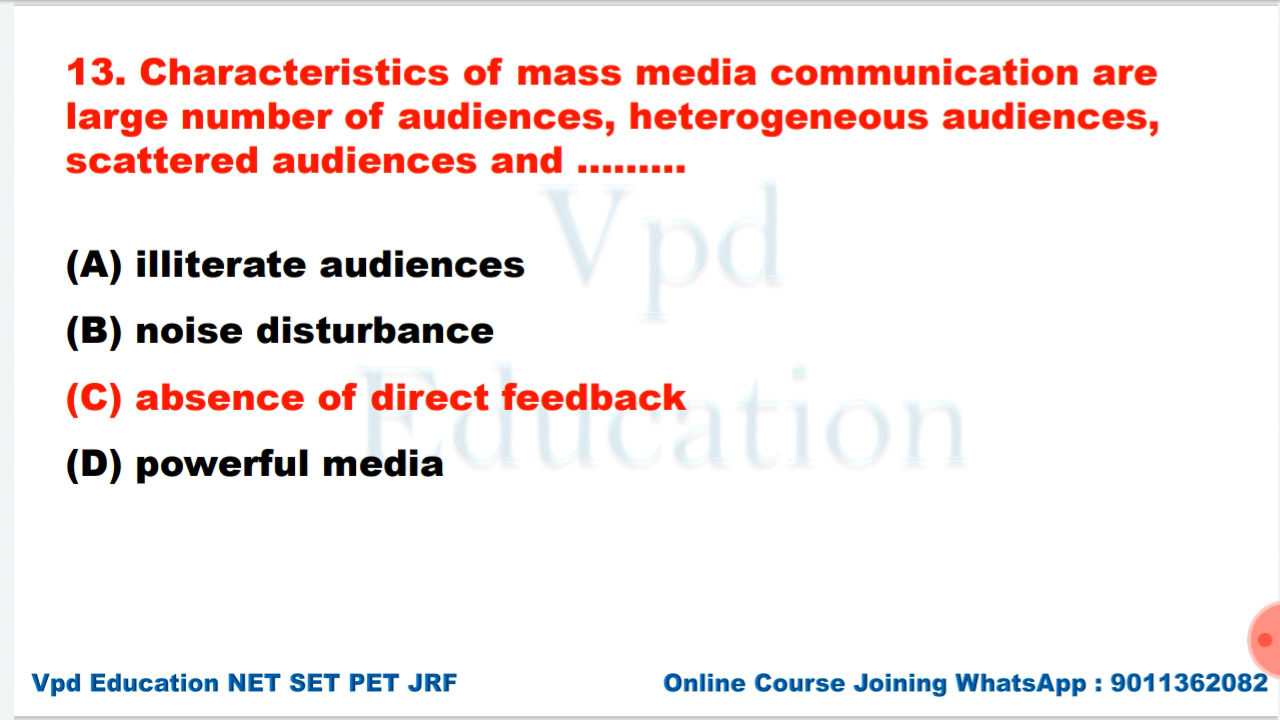 13. Characteristics of mass media communication are
large number of audiences, heterogeneous audiences,
scattered audiences and .........
Vpd
(A) illiterate audiences
(B) noise disturbance
(C) absence of direct feedback
Education
(D) powerful media
Vpd Education NET SET PET JRF
Online Course Joining WhatsApp : 9011362082